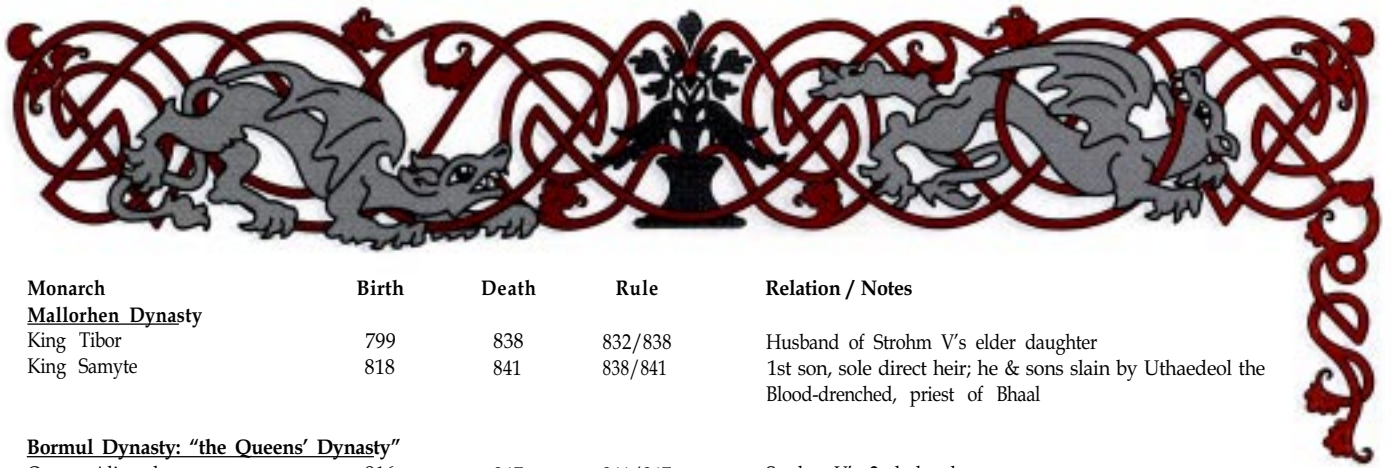 Monarch Birth Death Rule Relation / Notes
Mallorhen Dynasty
King Tibor 799 838 832/838 Husband of Strohm V's elder daughter
King Samyte 818 841 838/841 1st son, sole direct heir; he & sons slain by Uthaedeol the
Blood-drenched, priest of Bhaal
Bormul Dynasty: "the Queens' Dynasty"